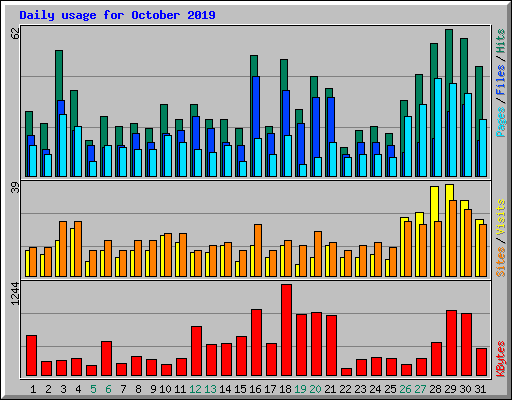 Daily usage for October 2019
62
Pages / Files / Hits
39
Sites / Visits
1244
KBytes
1 2 3 4 5 6 7 8 9 10 11 12 13 14 15 16 17 18 19 20 21 22 23 24 25 26 27 28 29 30 31